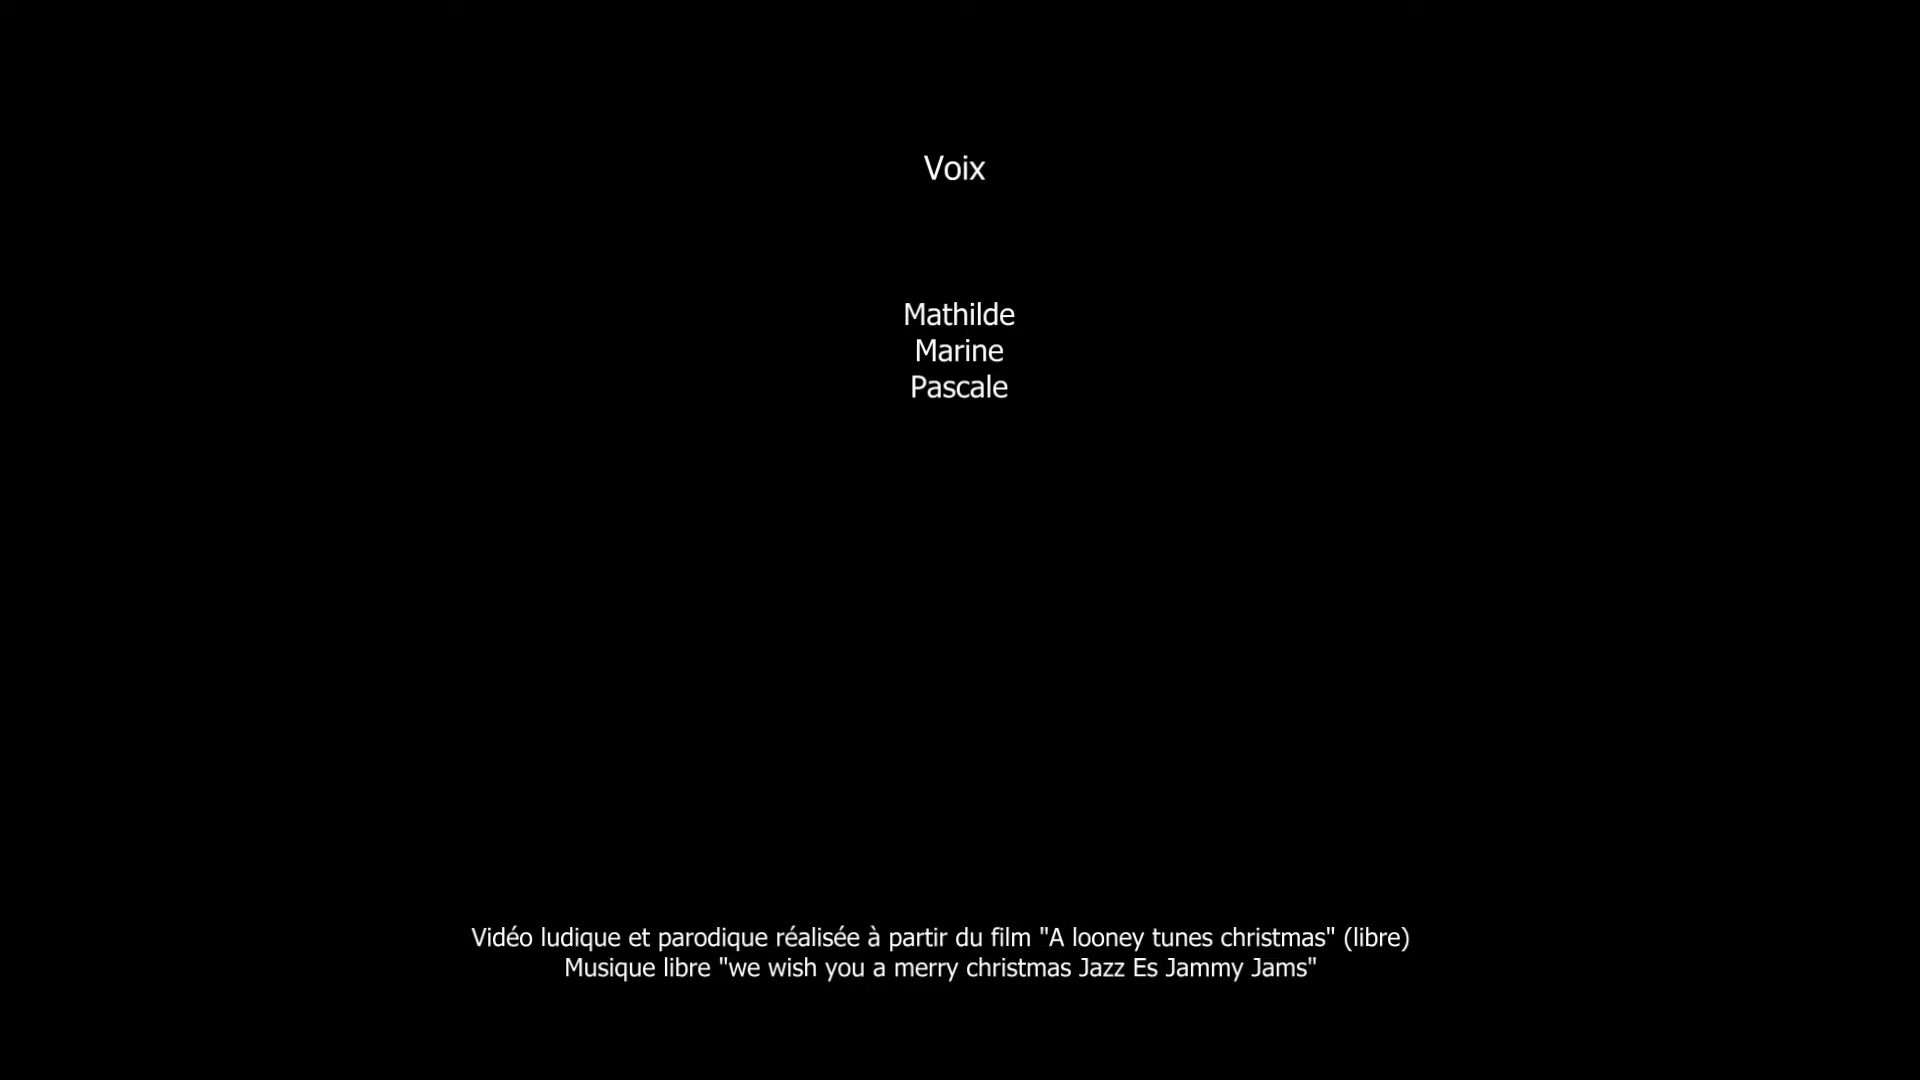 Voix
Mathilde
Marine
Pascale
Vidéo ludique et parodique réalisée à partir du film "A looney tunes christmas" (libre)
Musique libre "we wish you a merry christmas Jazz Es Jammy Jams"